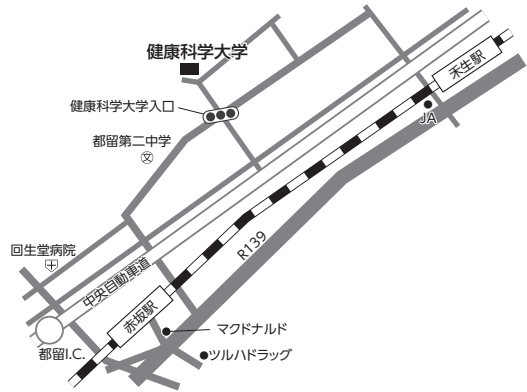 健康科学大学
禾生駅
健康科学大学入口
JA
都留第二中学
文
R139
回生堂病院
中央自動車道
赤坂駅
マクドナルド
都留I.C.
ツルハドラッグ